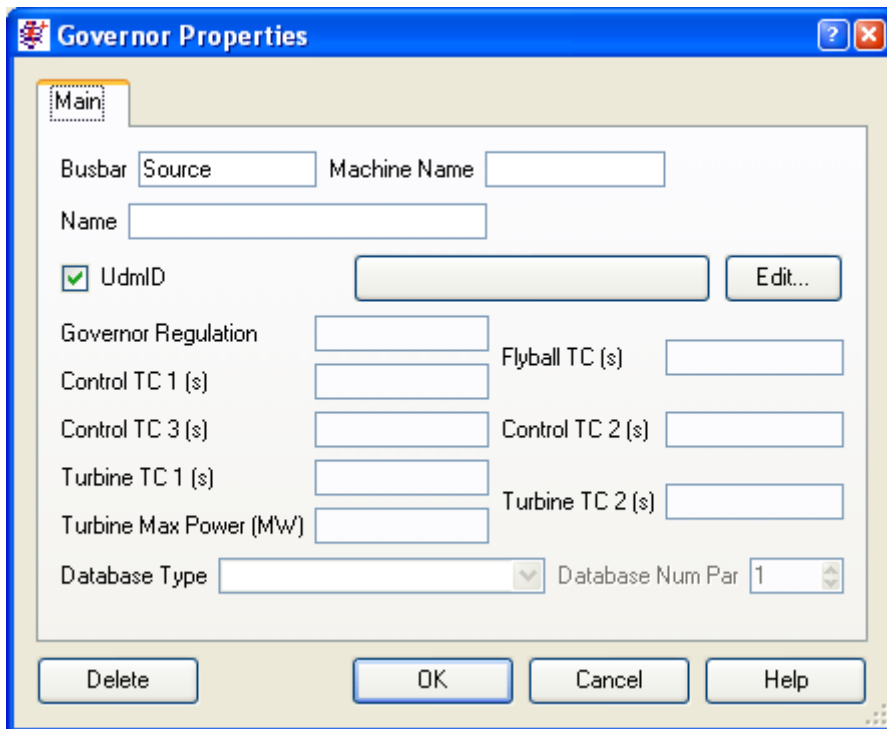 Governor Properties
Main
Busbar Source Machine Name
Name
UdmID Edit...
Governor Regulation
Flyball TC (s)
Control TC 1 (s)
Control TC 3 (s) Control TC 2 (s)
Turbine TC 1 (s)
Turbine TC 2 (s)
Turbine Max Power (MW)
Database Type Database Num Par 1
Delete OK Cancel Help